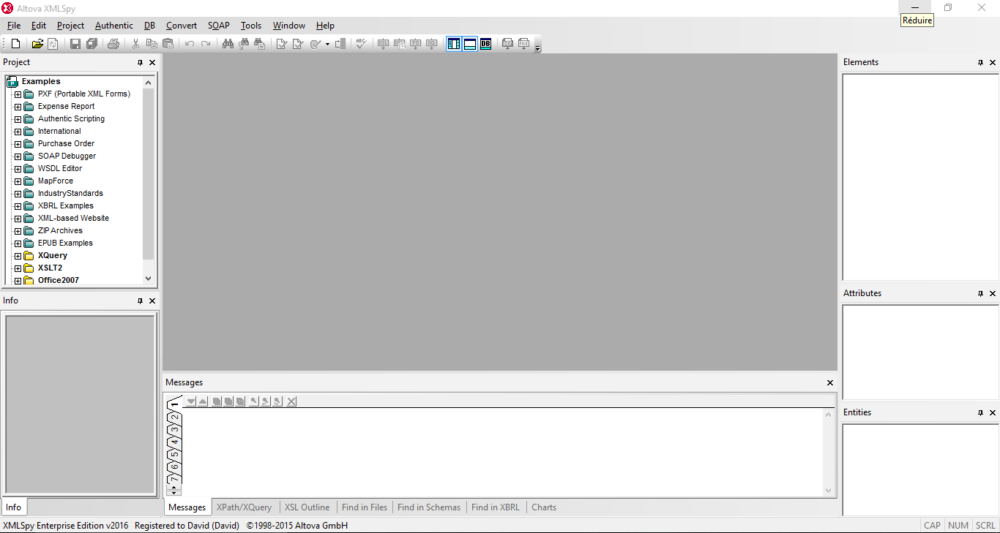 Altova XMLSpy
Réduire
File Edit Project Authentic DB Convert SOAP Tools Window Help
Project
Examples
PXF (Portable XML Forms)
Expense Report
Authentic Scripting
International
Purchase Order
SOAP Debugger
WSDL Editor
MapForce
IndustryStandards
XBRL Examples
XML-based Website
ZIP Archives
EPUB Examples
XQuery
XSLT2
Office2007
Info
Info
Messages
1
2
3
4
5
6
7
Messages XPath/XQuery XSL Outline Find in Files Find in Schemas Find in XBRL Charts
Elements
Attributes
Entities
XMLSpy Enterprise Edition v2016 Registered to David (David) ©1998-2015 Altova GmbH
CAP NUM SCRL